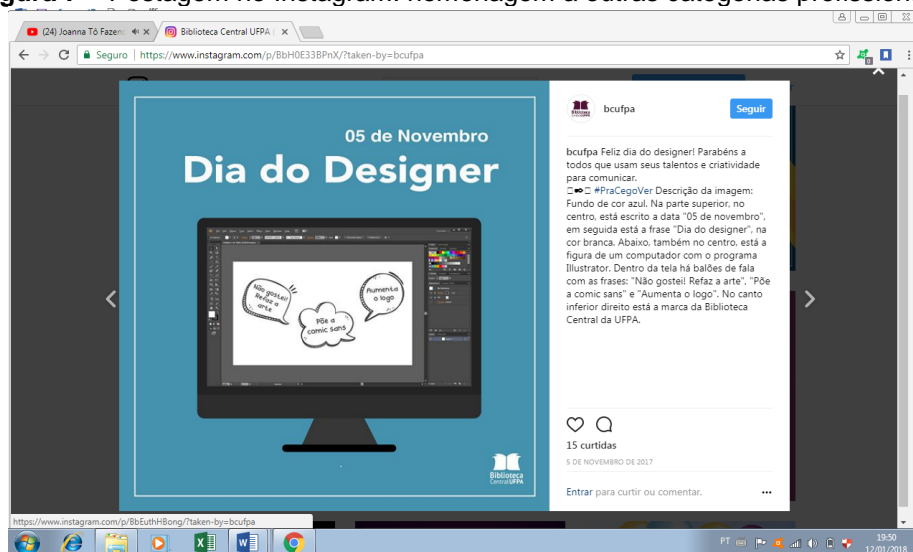 (24) Joanna Tô Fazen
Biblioteca Central UFPA
Seguro | https://www.instagram.com/p/BbH0E33BPnX/?taken-by=bcufpa
05 de Novembro
Dia do Designer
Não gostei!
Refaz a
arte
Põe a
comic sans
Aumenta
o logo
Biblioteca
Central UFPA
bcufpa
Seguir
bcufpa Feliz dia do designer! Parabéns a
todos que usam seus talentos e criatividade
para comunicar.
#PraCegoVer Descrição da imagem:
Fundo de cor azul. Na parte superior, no
centro, está escrito a data "05 de novembro",
em seguida está a frase "Dia do designer", na
cor branca. Abaixo, também no centro, está a
figura de um computador com o programa
Illustrator. Dentro da tela há balões de fala
com as frases: "Não gostei! Refaz a arte", "Põe
a comic sans" e "Aumenta o logo". No canto
inferior direito está a marca da Biblioteca
Central da UFPA.
15 curtidas
5 DE NOVEMBRO DE 2017
Entrar para curtir ou comentar.
https://www.instagram.com/p/BbEuthHBong/?taken-by=bcufpa
PT
19:50
12/01/2018